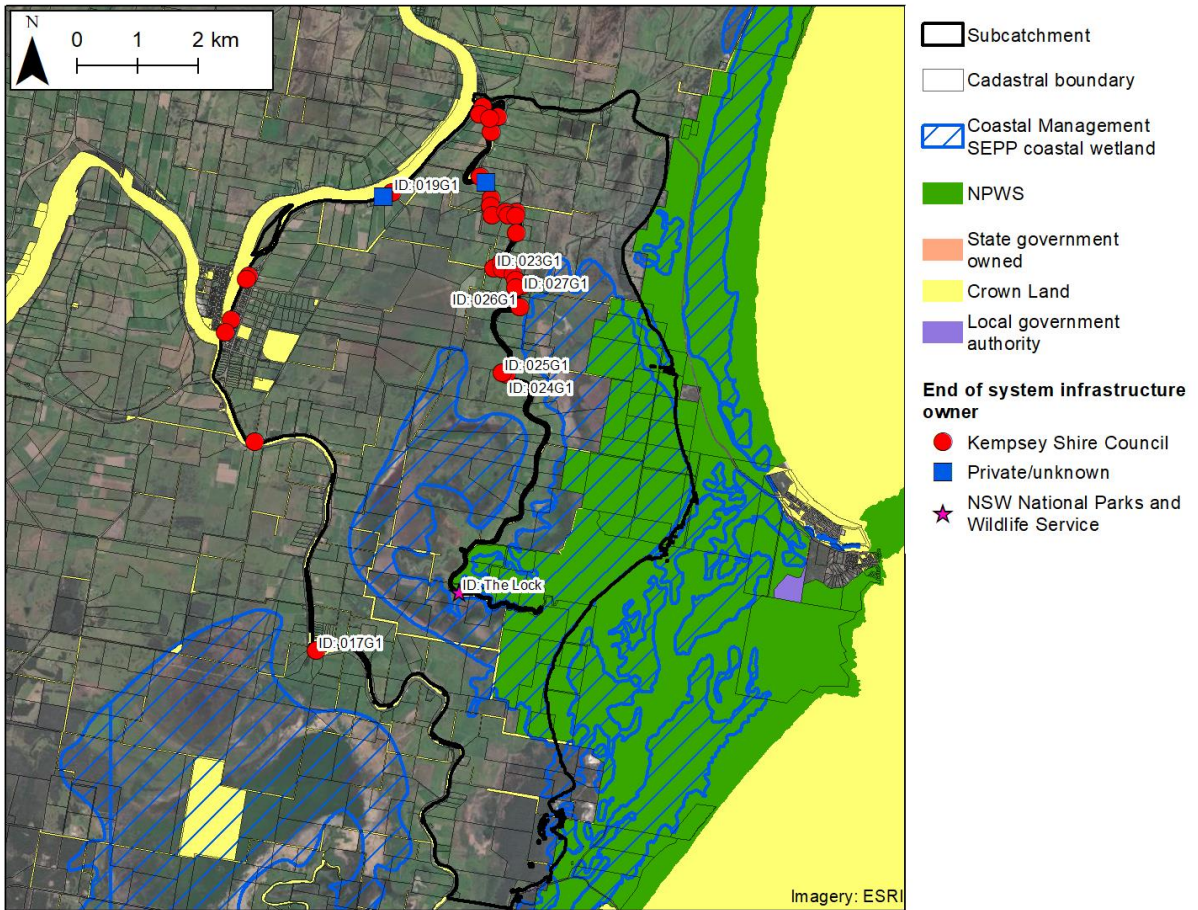 N
0 1 2 km
ID: 019G1
ID: 023G1
ID: 027G1
ID: 026G1
ID: 025G1
ID: 024G1
ID: The Lock
ID: 017G1
Imagery: ESRI
Subcatchment
Cadastral boundary
Coastal Management
SEPP coastal wetland
NPWS
State government
owned
Crown Land
Local government
authority
End of system infrastructure
owner
Kempsey Shire Council
Private/unknown
NSW National Parks and
Wildlife Service